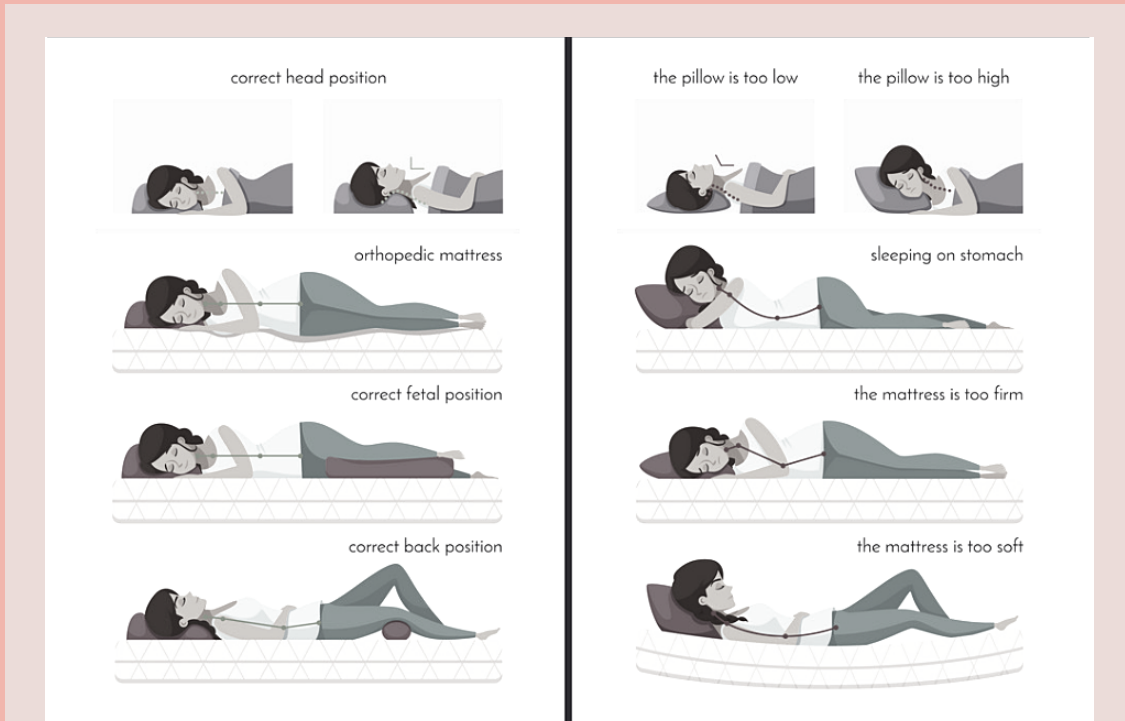 correct head position
orthopedic mattress
correct fetal position
correct back position
the pillow is too low
the pillow is too high
sleeping on stomach
the mattress is too firm
the mattress is too soft